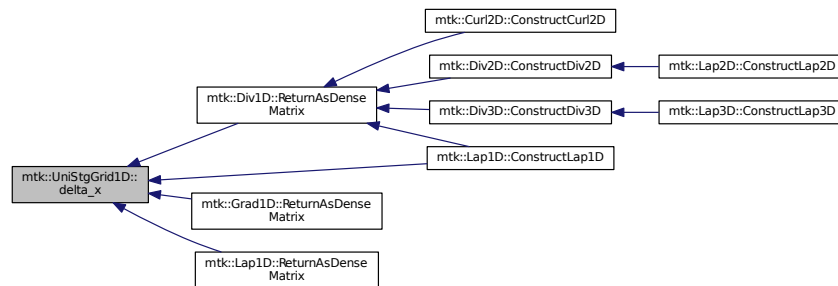 mtk::Curl2D::ConstructCurl2D
mtk::Div2D::ConstructDiv2D
mtk::Lap2D::ConstructLap2D
mtk::Div1D::ReturnAsDense
Matrix
mtk::Div3D::ConstructDiv3D
mtk::Lap3D::ConstructLap3D
mtk::Lap1D::ConstructLap1D
mtk::UniStgGrid1D::
delta_x
mtk::Grad1D::ReturnAsDense
Matrix
mtk::Lap1D::ReturnAsDense
Matrix